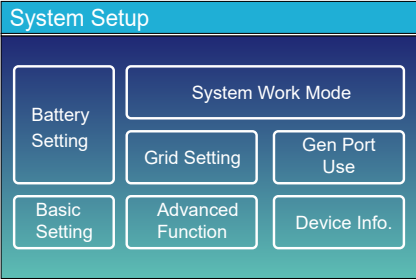 System Setup
Battery
Setting
System Work Mode
Grid Setting
Gen Port
Use
Basic
Setting
Advanced
Function
Device Info.